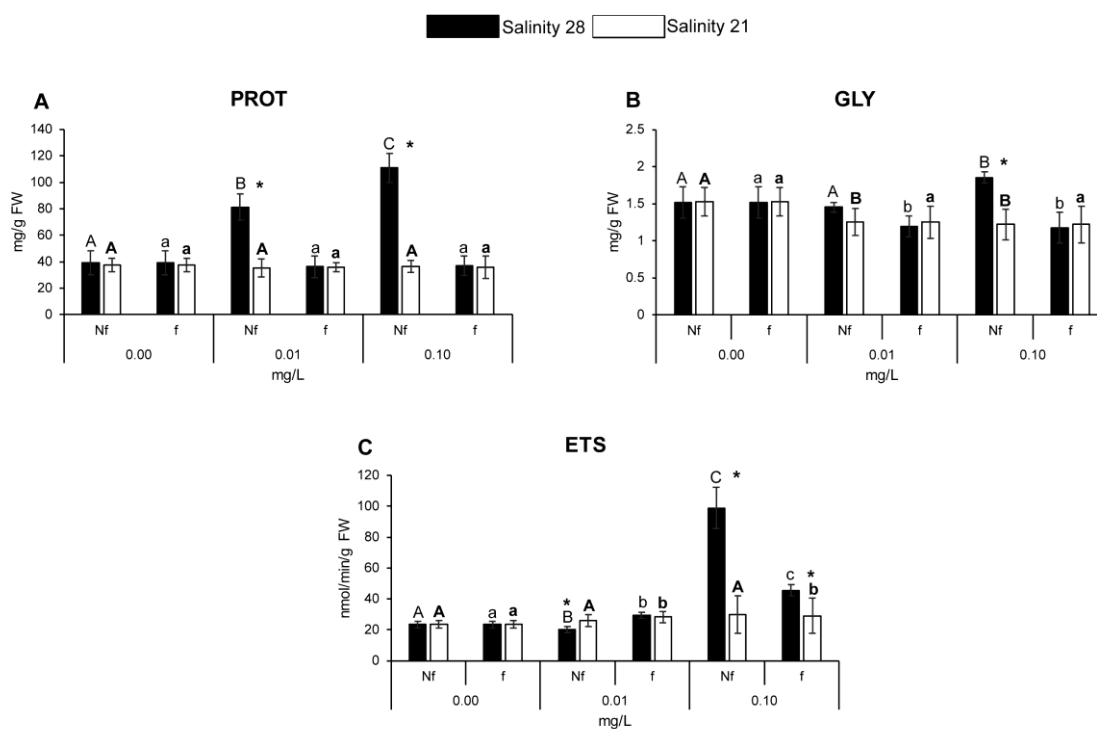 Salinity 28 Salinity 21
A PROT
140
120
100
80
60
40
20
0
mg/g FW
A A a a B * A a a C * A a a
Nf f Nf f Nf f
0.00 0.01 0.10
mg/L
B GLY
2.5
2
1.5
1
0.5
0
mg/g FW
A A a a A B b a B * B b a
Nf f Nf f Nf f
0.00 0.01 0.10
mg/L
C ETS
120
100
80
60
40
20
0
nmol/min/g FW
A A a a * B A b b C * A c * b
Nf f Nf f Nf f
0.00 0.01 0.10
mg/L